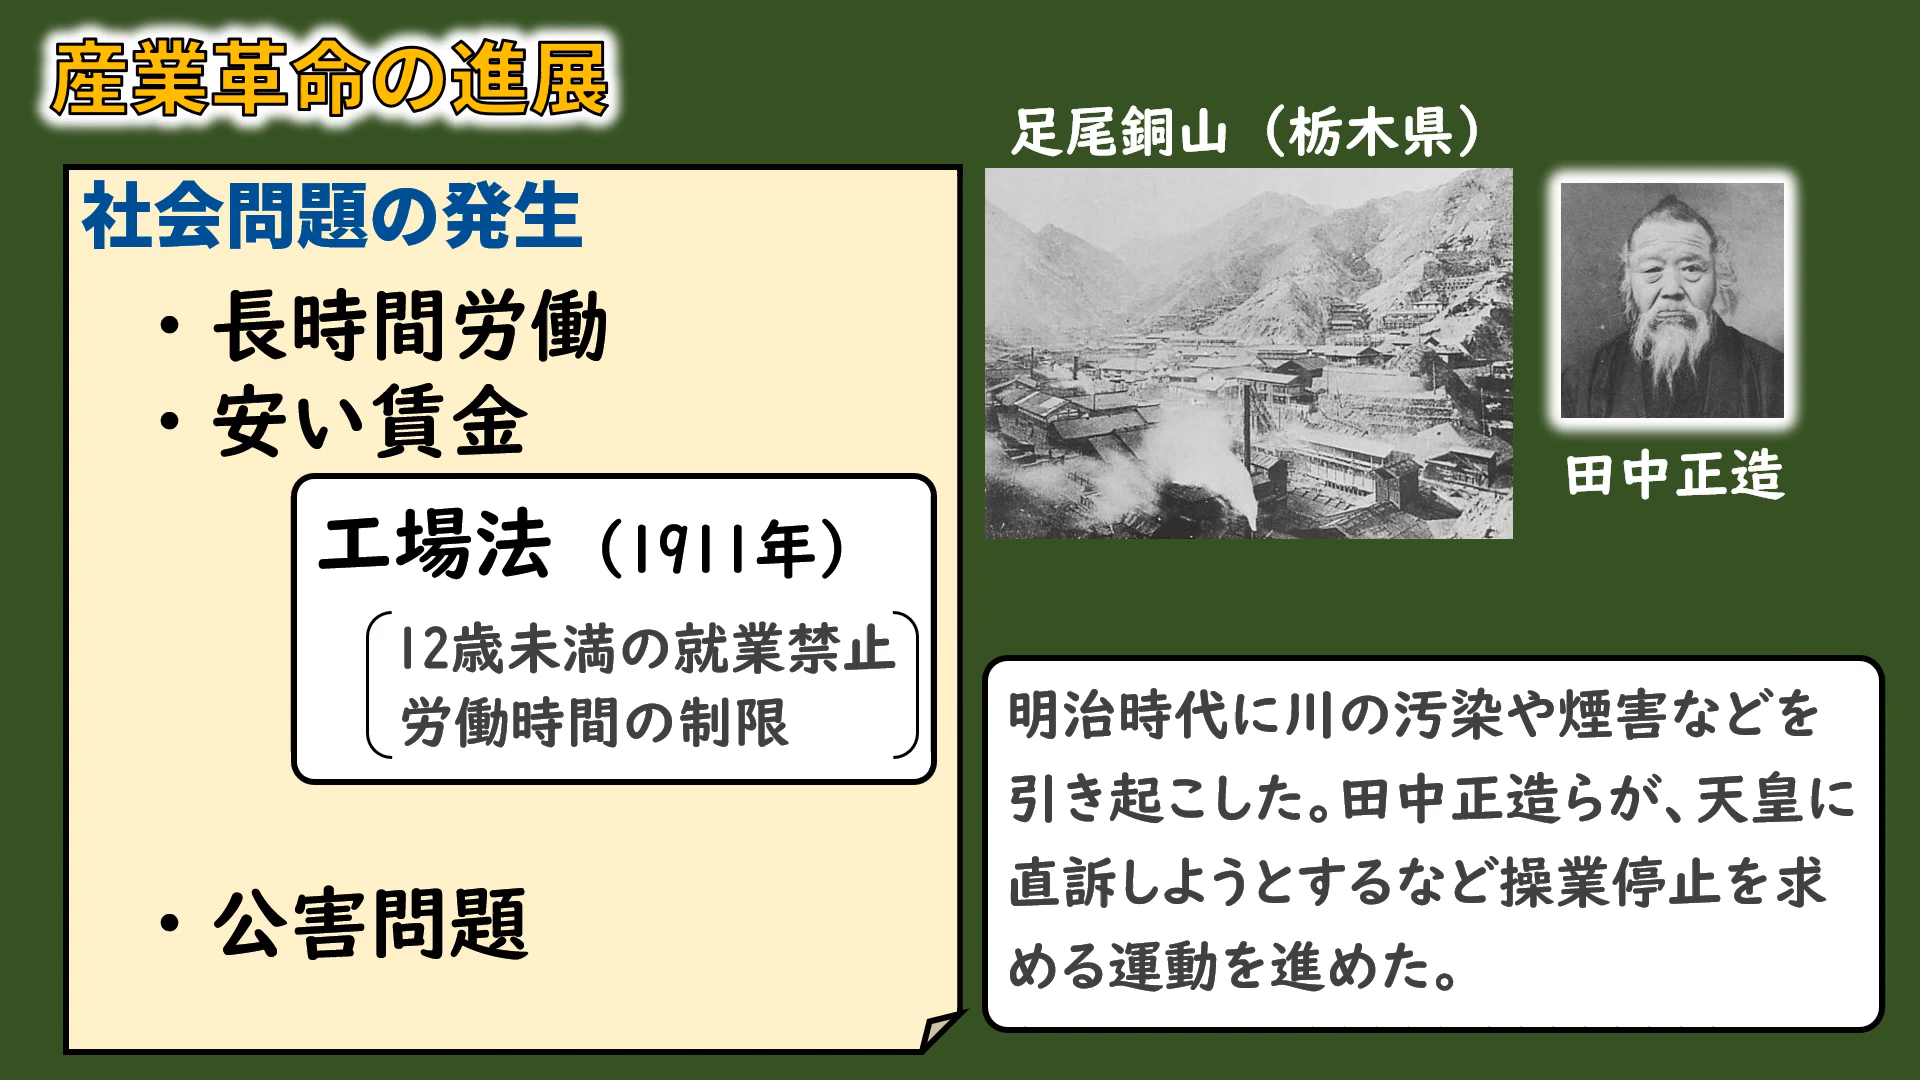 産業革命の進展
社会問題の発生
・長時間労働
・安い賃金
工場法（1911年）
12歳未満の就業禁止
労働時間の制限
・公害問題
足尾銅山（栃木県）
田中正造
明治時代に川の汚染や煙害などを
引き起こした。田中正造らが、天皇に
直訴しようとするなど操業停止を求
める運動を進めた。